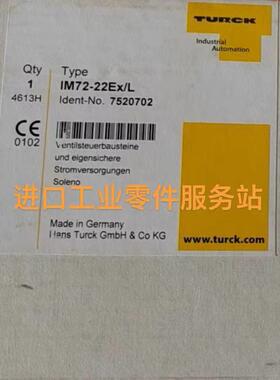 TURCK
Industrial
Automation
Qty Type
1 IM72-22Ex/L
4613H Ident-No. 7520702
CE
0102
Ventilsteuerbausteine
und eigensichere
Stromversorgungen
Soleno
进口工业零件服务站
Made in Germany
Hans Turck GmbH & Co KG
www.turck.com